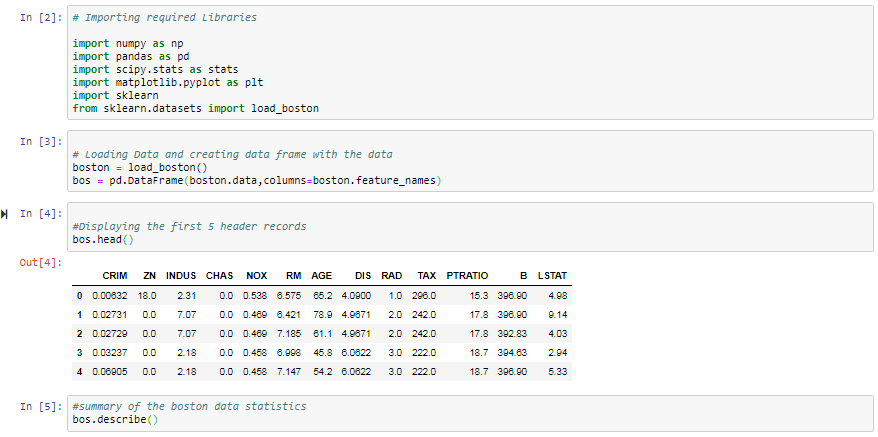 In [2]: # Importing required Libraries
import numpy as np
import pandas as pd
import scipy.stats as stats
import matplotlib.pyplot as plt
import sklearn
from sklearn.datasets import load_boston
In [3]:
# Loading Data and creating data frame with the data
boston = load_boston()
bos = pd.DataFrame(boston.data,columns=boston.feature_names)
In [4]:
#Displaying the first 5 header records
bos.head()
Out[4]:
CRIM ZN INDUS CHAS NOX RM AGE DIS RAD TAX PTRATIO B LSTAT
0 0.00632 18.0 2.31 0.0 0.538 6.575 65.2 4.0900 1.0 296.0 15.3 396.90 4.98
1 0.02731 0.0 7.07 0.0 0.469 6.421 78.9 4.9671 2.0 242.0 17.8 396.90 9.14
2 0.02729 0.0 7.07 0.0 0.469 7.185 61.1 4.9671 2.0 242.0 17.8 392.83 4.03
3 0.03237 0.0 2.18 0.0 0.458 6.998 45.8 6.0622 3.0 222.0 18.7 394.63 2.94
4 0.06905 0.0 2.18 0.0 0.458 7.147 54.2 6.0622 3.0 222.0 18.7 396.90 5.33
In [5]: #summary of the boston data statistics
bos.describe()